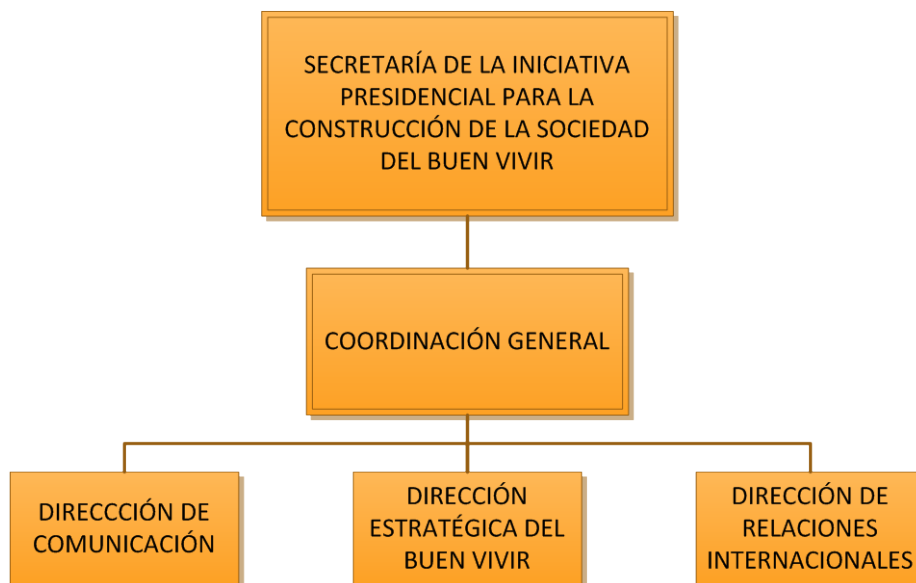 SECRETARÍA DE LA INICIATIVA
PRESIDENCIAL PARA LA
CONSTRUCCIÓN DE LA SOCIEDAD
DEL BUEN VIVIR
COORDINACIÓN GENERAL
DIRECCCIÓN DE
COMUNICACIÓN
DIRECCIÓN
ESTRATÉGICA DEL
BUEN VIVIR
DIRECCIÓN DE
RELACIONES
INTERNACIONALES